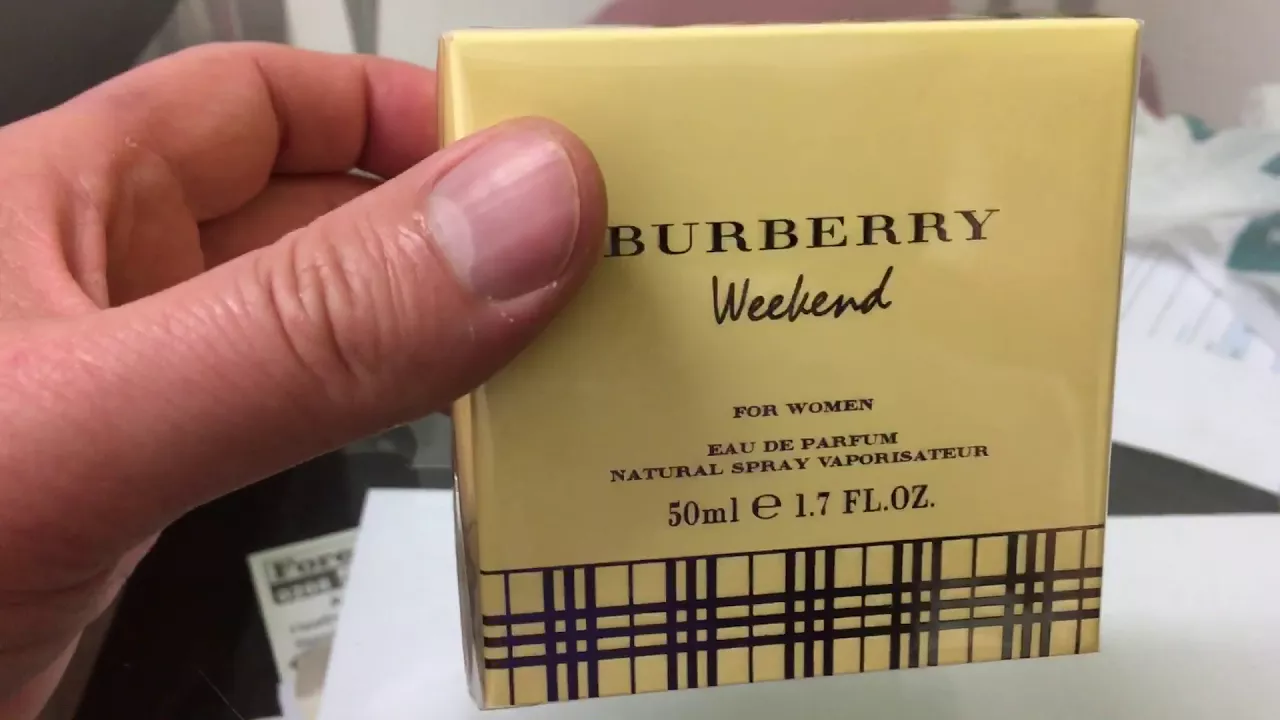 BURBERRY
Weekend
FOR WOMEN
EAU DE PARFUM
NATURAL SPRAY VAPORISATEUR
50ml ℮ 1.7 FL.OZ.